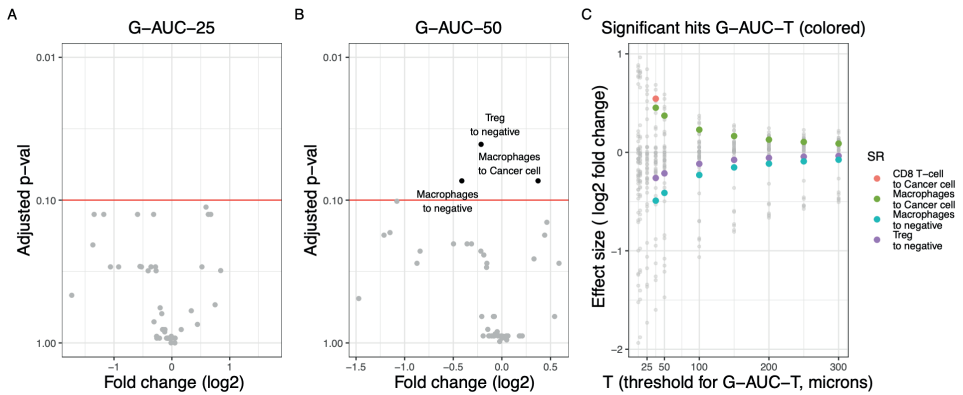 A
G−AUC−25
Adjusted p−val
0.01
0.10
1.00
−1
0
1
Fold change (log2)
B
G−AUC−50
Adjusted p−val
0.01
0.10
1.00
Treg
to negative
Macrophages
to Cancer cell
Macrophages
to negative
−1.5
−1.0
−0.5
0.0
0.5
Fold change (log2)
C
Significant hits G−AUC−T (colored)
Effect size ( log2 fold change)
1
0
−1
−2
25
50
100
200
300
T (threshold for G−AUC−T, microns)
SR
CD8 T−cell
to Cancer cell
Macrophages
to Cancer cell
Macrophages
to negative
Treg
to negative